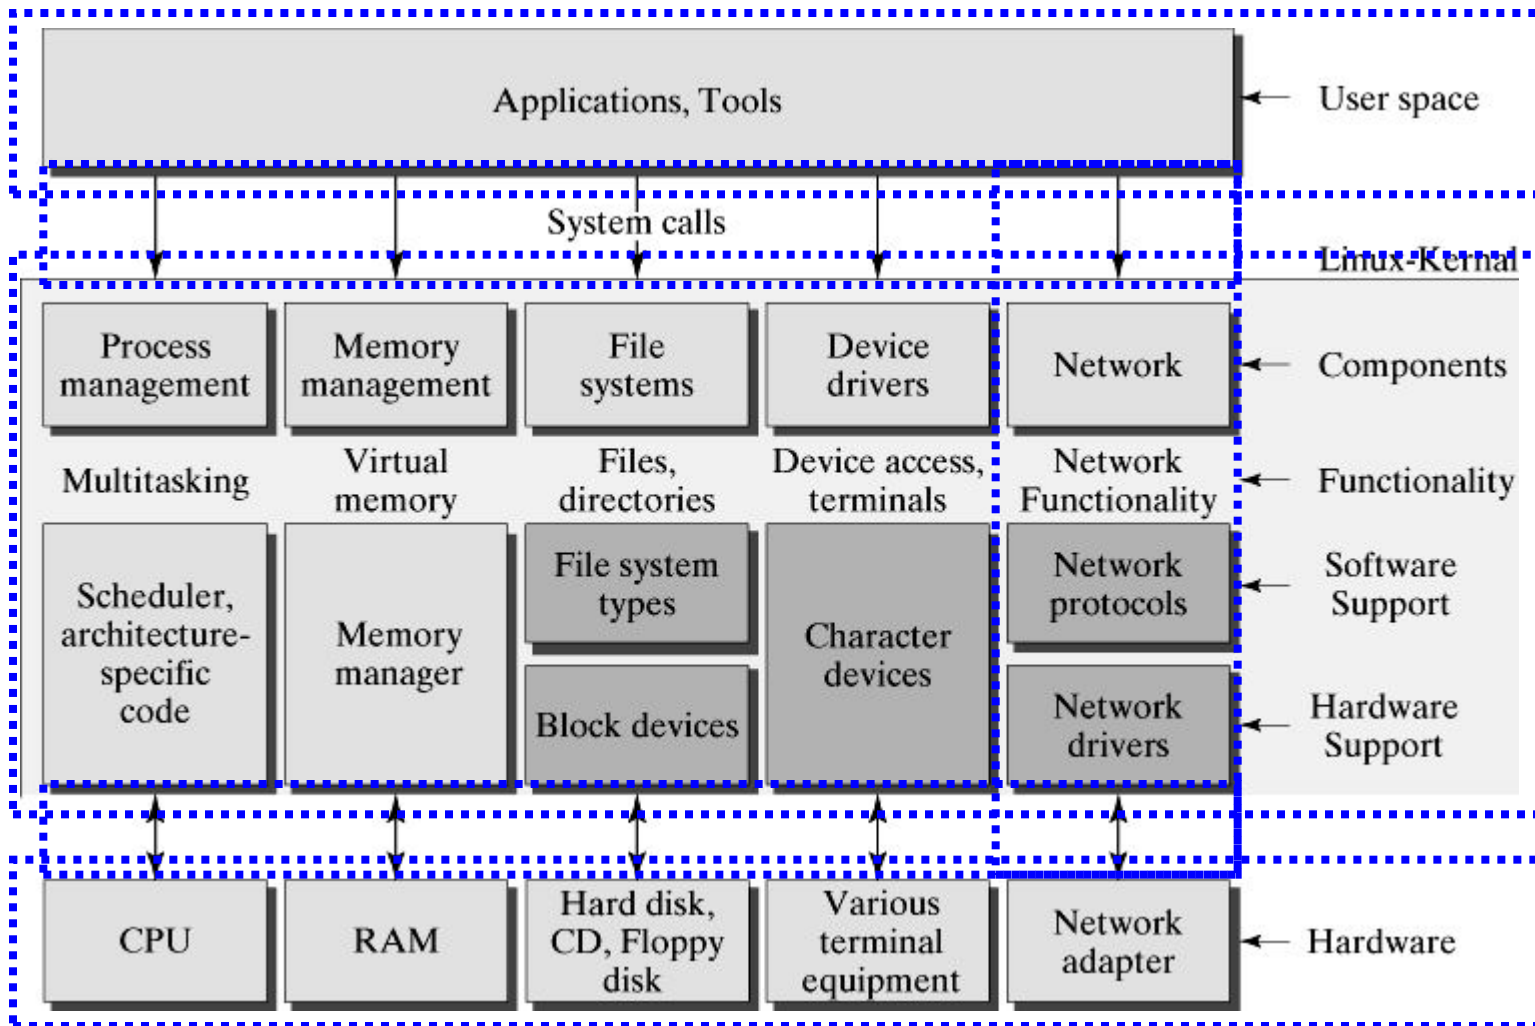 Applications, Tools
User space
System calls
Linux-Kernal
Process
management
Memory
management
File
systems
Device
drivers
Network
Components
Multitasking
Virtual
memory
Files,
directories
Device access,
terminals
Network
Functionality
Functionality
Scheduler,
architecture-
specific
code
Memory
manager
File system
types
Block devices
Character
devices
Network
protocols
Network
drivers
Software
Support
Hardware
Support
CPU
RAM
Hard disk,
CD, Floppy
disk
Various
terminal
equipment
Network
adapter
Hardware